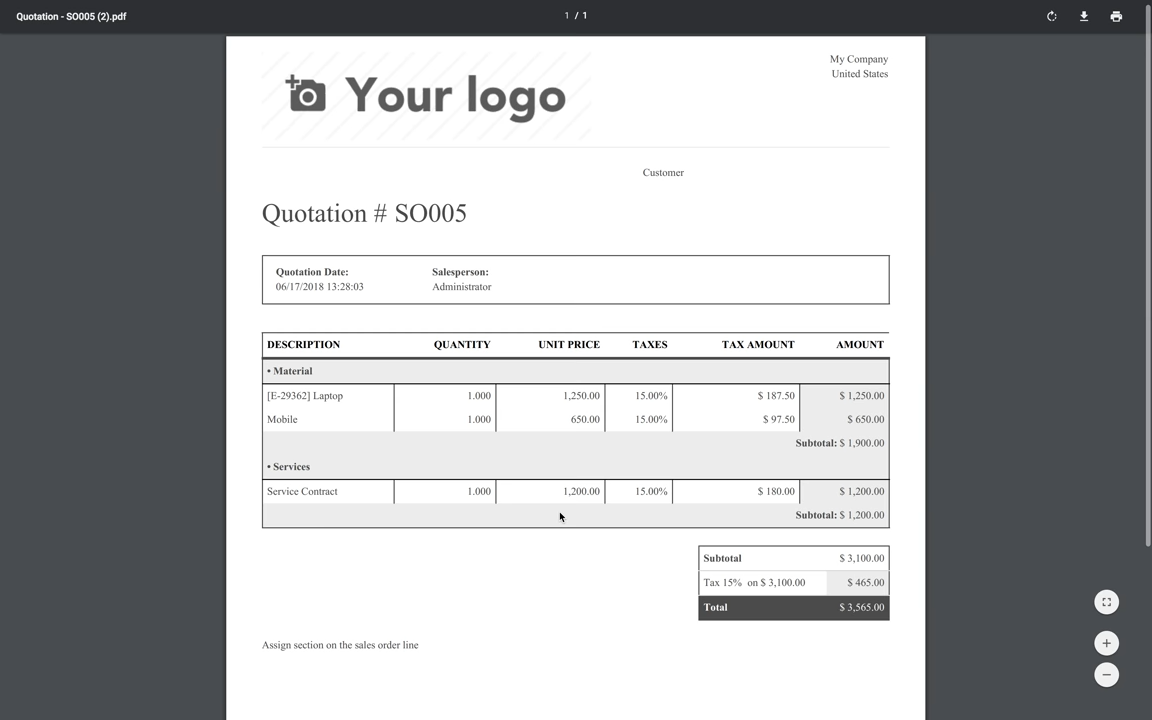 Quotation - SO005 (2).pdf
1 / 1
Your logo
My Company
United States
Customer
Quotation # SO005
Quotation Date: Salesperson:
06/17/2018 13:28:03 Administrator
DESCRIPTION QUANTITY UNIT PRICE TAXES TAX AMOUNT AMOUNT
• Material
[E-29362] Laptop 1.000 1,250.00 15.00% $ 187.50 $ 1,250.00
Mobile 1.000 650.00 15.00% $ 97.50 $ 650.00
Subtotal: $ 1,900.00
• Services
Service Contract 1.000 1,200.00 15.00% $ 180.00 $ 1,200.00
Subtotal: $ 1,200.00
Subtotal $ 3,100.00
Tax 15% on $ 3,100.00 $ 465.00
Total $ 3,565.00
Assign section on the sales order line